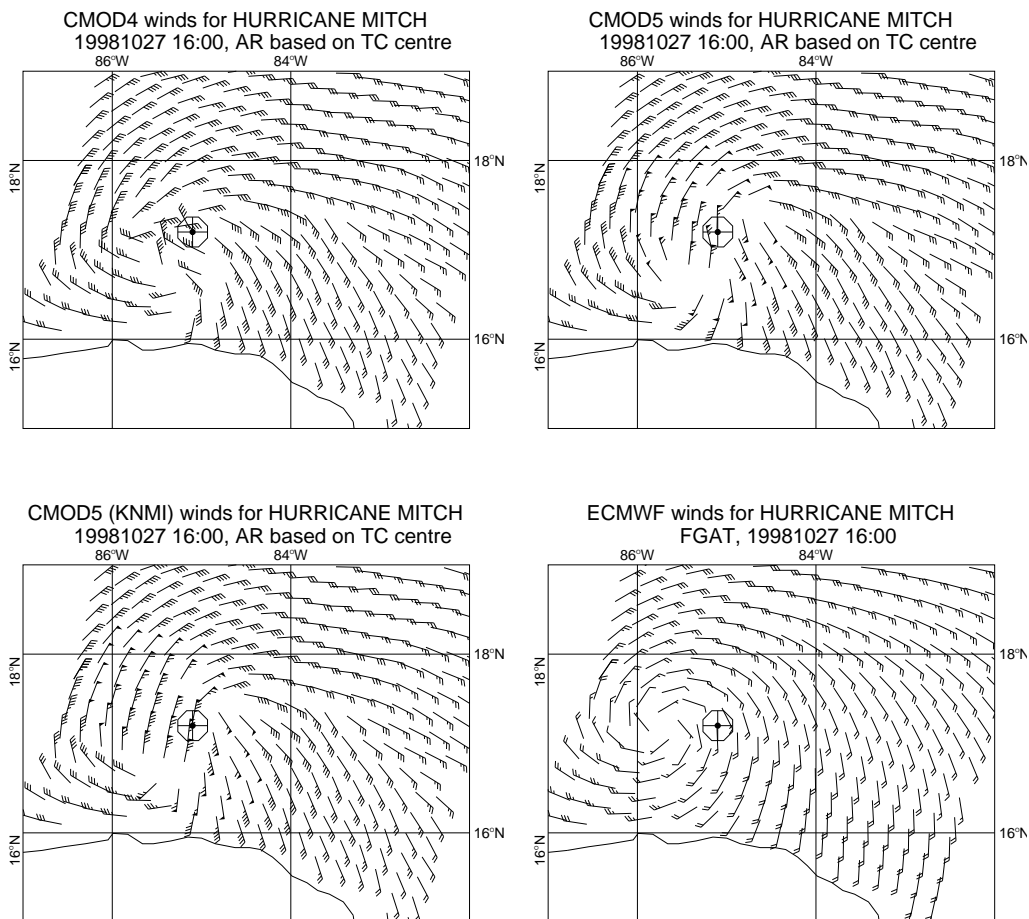 CMOD4 winds for HURRICANE MITCH
19981027 16:00, AR based on TC centre
86°W 84°W
18°N 18°N
16°N 16°N
CMOD5 winds for HURRICANE MITCH
19981027 16:00, AR based on TC centre
86°W 84°W
18°N 18°N
16°N 16°N
CMOD5 (KNMI) winds for HURRICANE MITCH
19981027 16:00, AR based on TC centre
86°W 84°W
18°N 18°N
16°N 16°N
ECMWF winds for HURRICANE MITCH
FGAT, 19981027 16:00
86°W 84°W
18°N 18°N
16°N 16°N